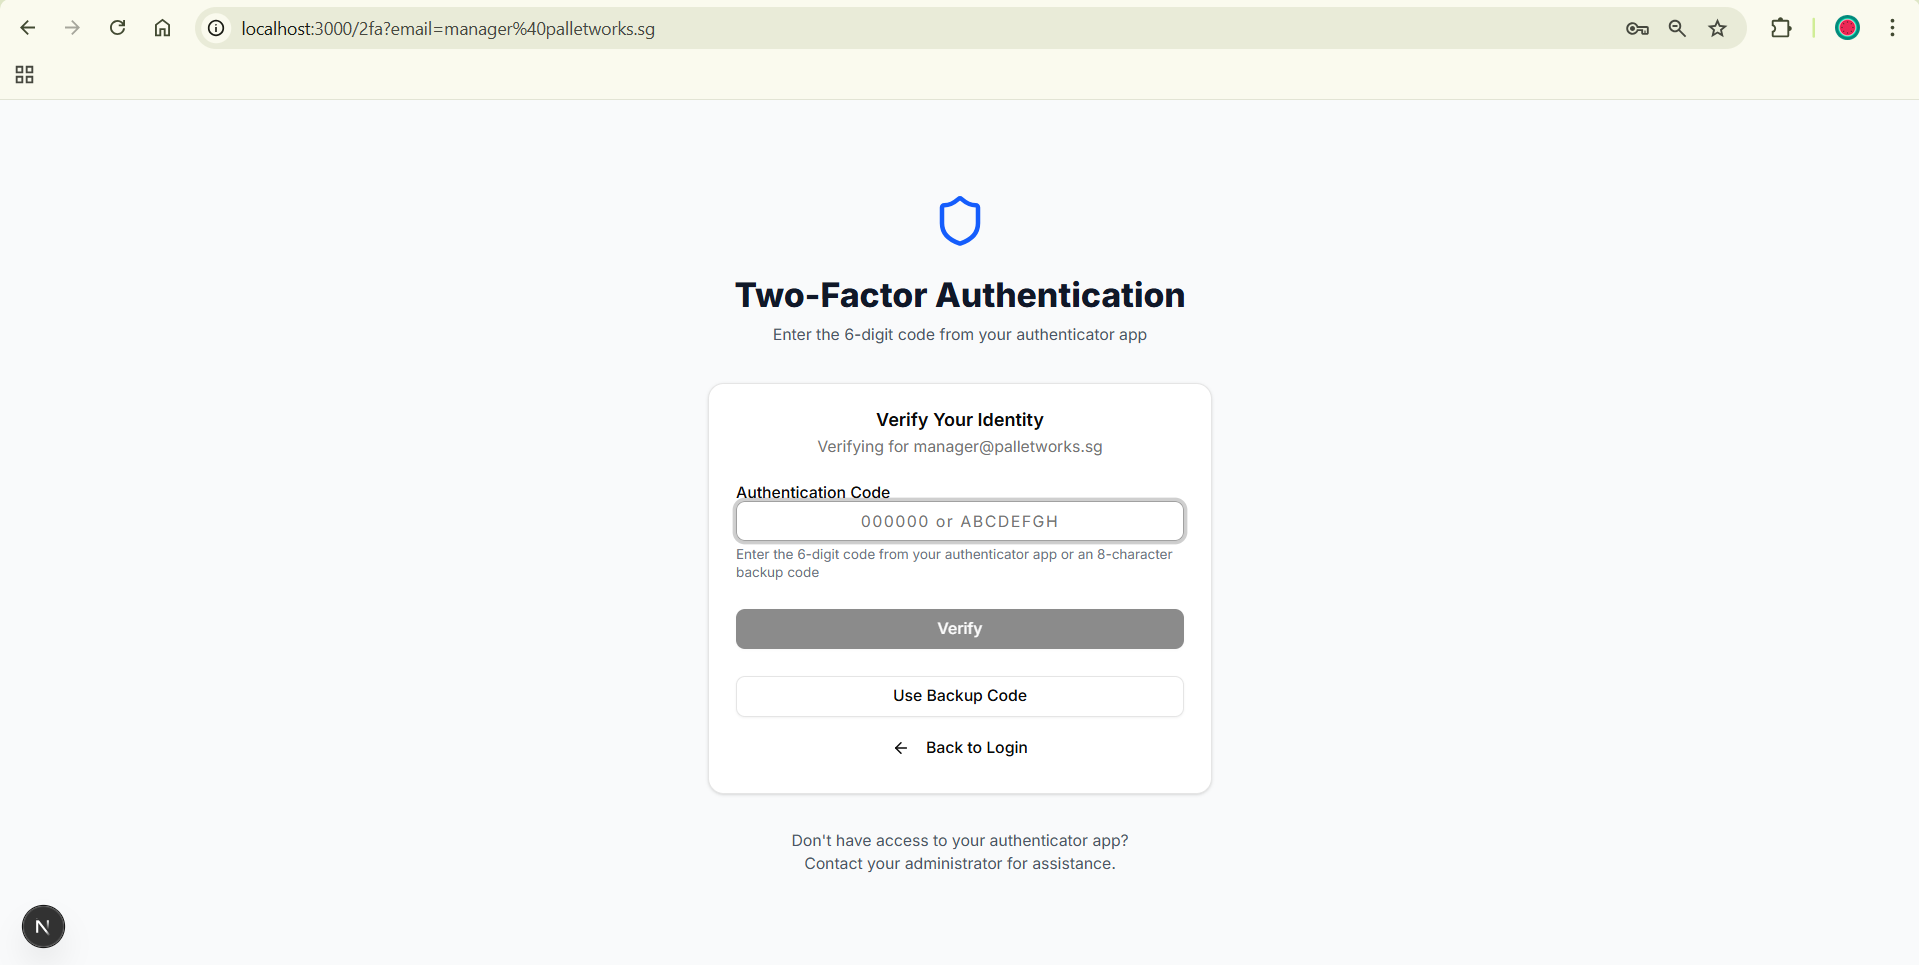 localhost:3000/2fa?email=manager%40palletworks.sg
Two-Factor Authentication
Enter the 6-digit code from your authenticator app
Verify Your Identity
Verifying for manager@palletworks.sg
Authentication Code
000000 or ABCDEFGH
Enter the 6-digit code from your authenticator app or an 8-character
backup code
Verify
Use Backup Code
Back to Login
Don't have access to your authenticator app?
Contact your administrator for assistance.
N